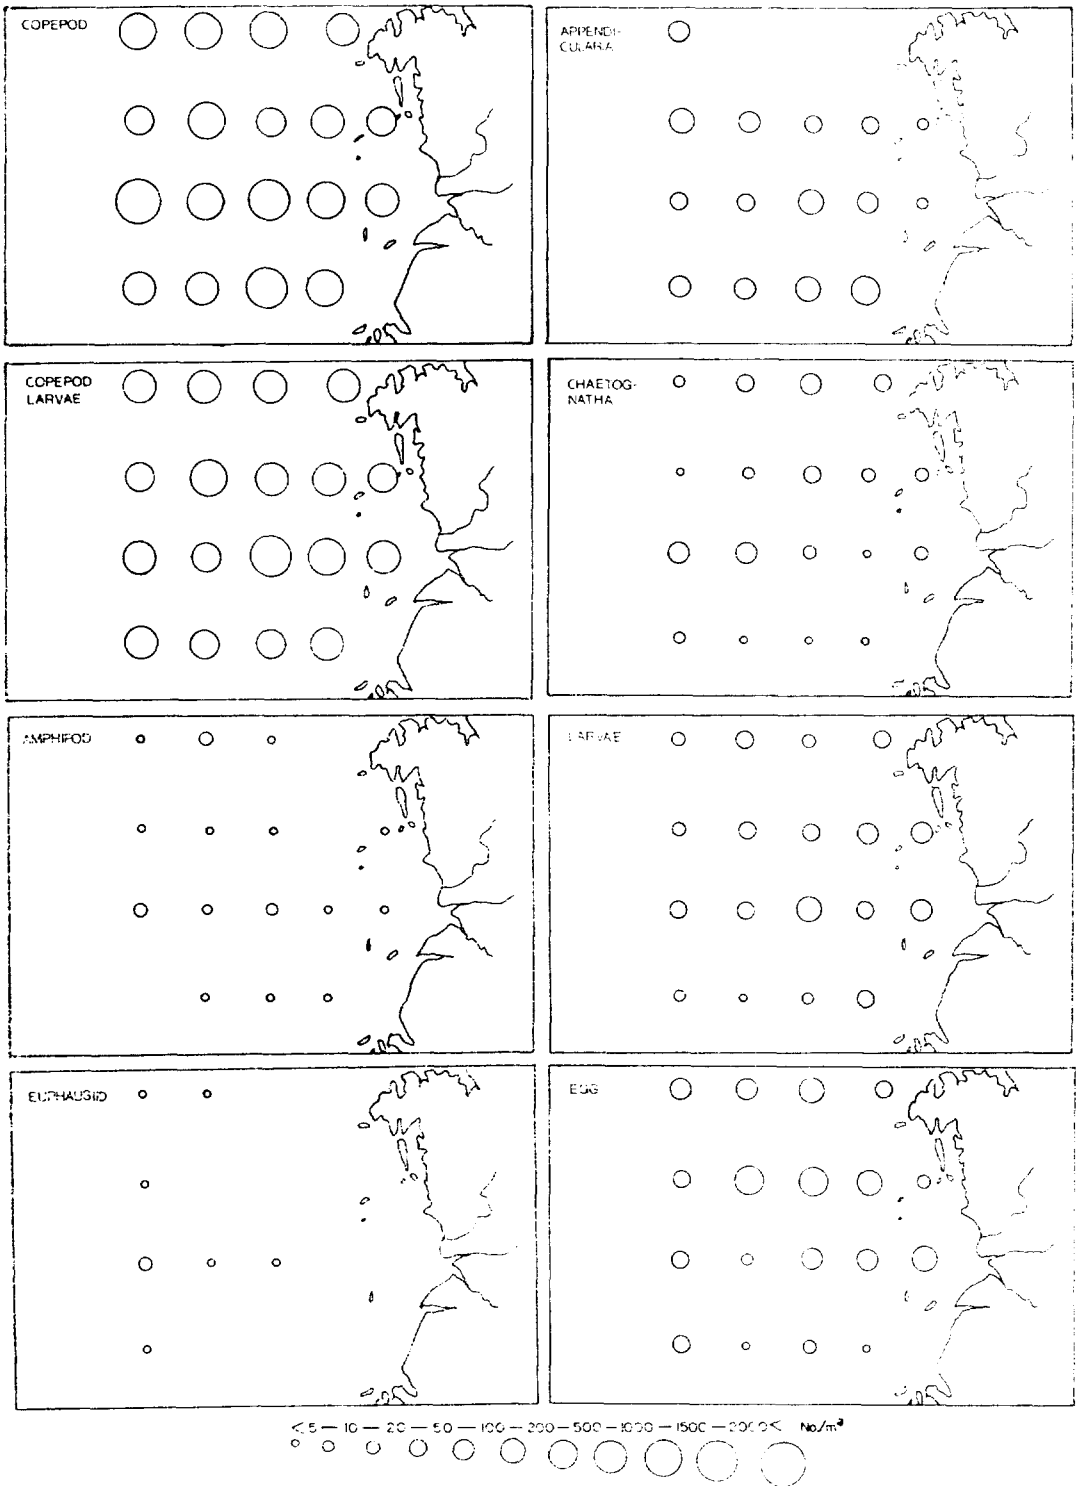 COPEPOD
APPENDI-
CULARIA
COPEPOD
LARVAE
CHAETOG-
NATHA
AMPHIPOD
LARVAE
EUPHAUSIID
EGG
<5 — 10 — 20 — 50 — 100 — 200 — 500 — 1000 — 1500 — 2000< No./m³